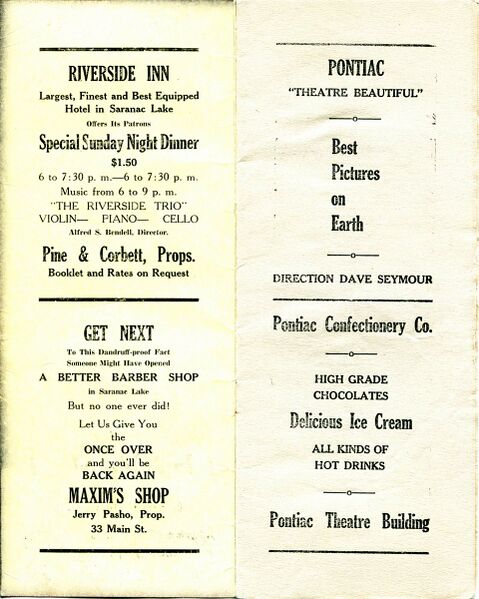 RIVERSIDE INN
Largest, Finest and Best Equipped
Hotel in Saranac Lake
Offers Its Patrons
Special Sunday Night Dinner
$1.50
6 to 7:30 p. m.—6 to 7:30 p. m.
Music from 6 to 9 p. m.
"THE RIVERSIDE TRIO"
VIOLIN— PIANO— CELLO
Alfred S. Bendell, Director.
Pine & Corbett, Props.
Booklet and Rates on Request
GET NEXT
To This Dandruff-proof Fact
Someone Might Have Opened
A BETTER BARBER SHOP
in Saranac Lake
But no one ever did!
Let Us Give You
the
ONCE OVER
and you'll be
BACK AGAIN
MAXIM'S SHOP
Jerry Pasho, Prop.
33 Main St.
PONTIAC
"THEATRE BEAUTIFUL"
Best
Pictures
on
Earth
DIRECTION DAVE SEYMOUR
Pontiac Confectionery Co.
HIGH GRADE
CHOCOLATES
Delicious Ice Cream
ALL KINDS OF
HOT DRINKS
Pontiac Theatre Building